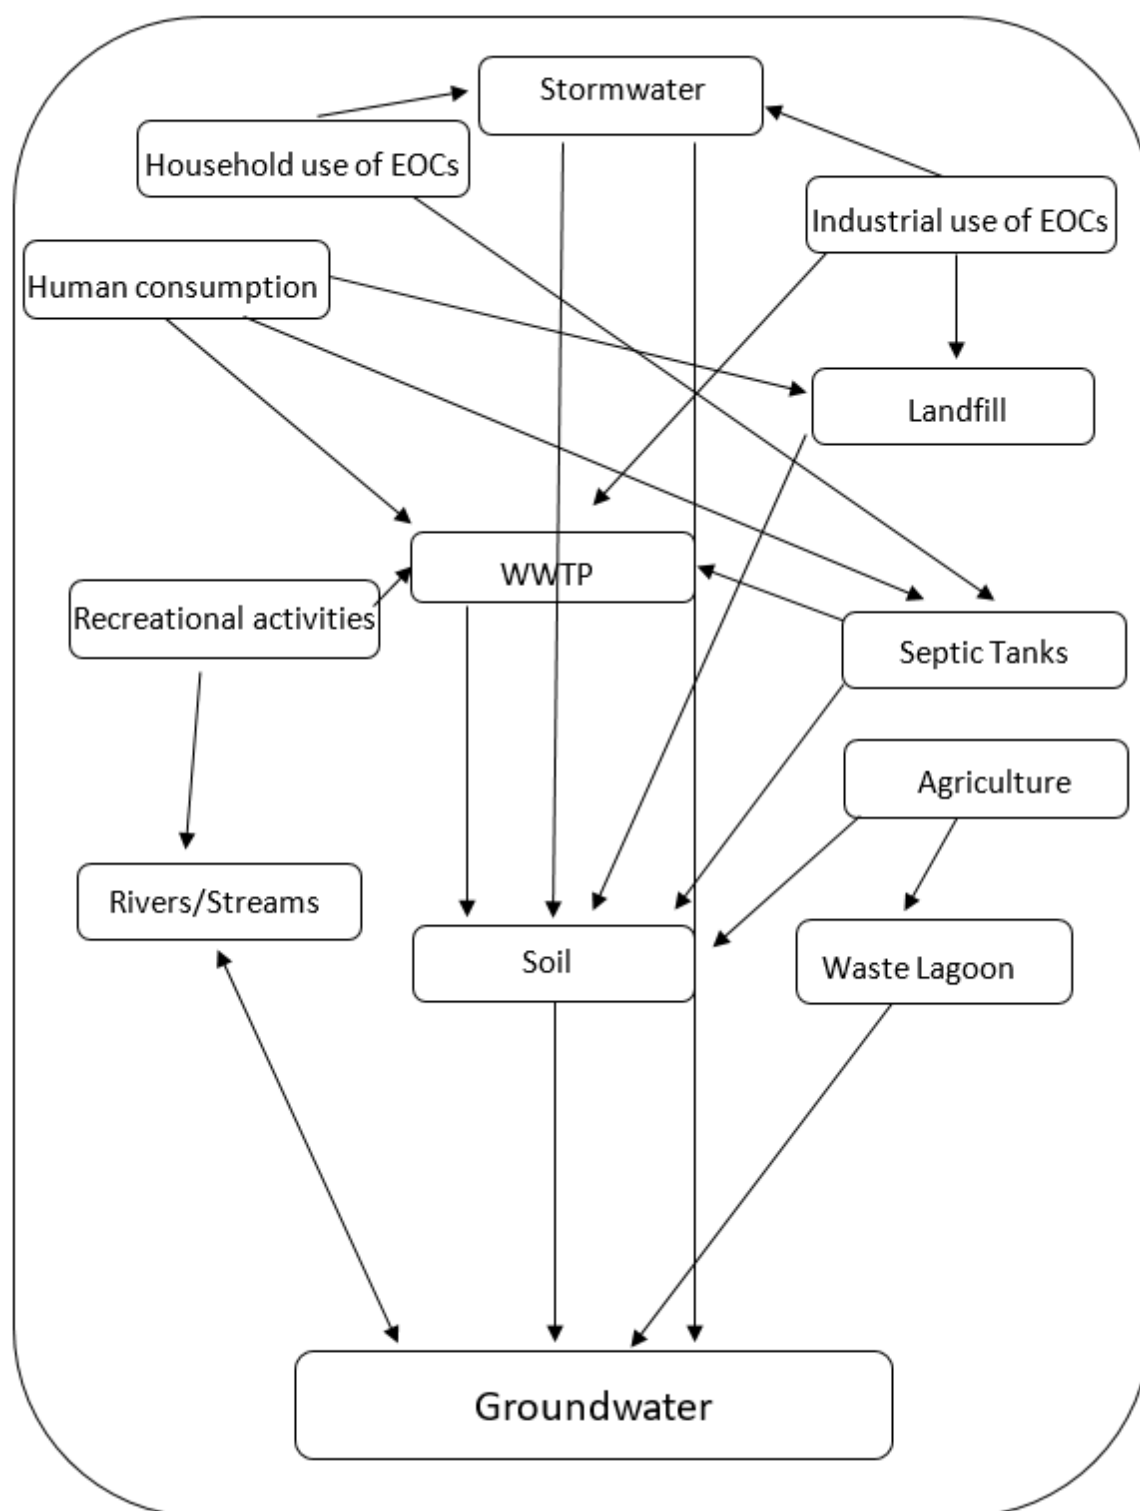 Stormwater
Household use of EOCs
Industrial use of EOCs
Human consumption
Landfill
WWTP
Recreational activities
Septic Tanks
Agriculture
Rivers/Streams
Soil
Waste Lagoon
Groundwater